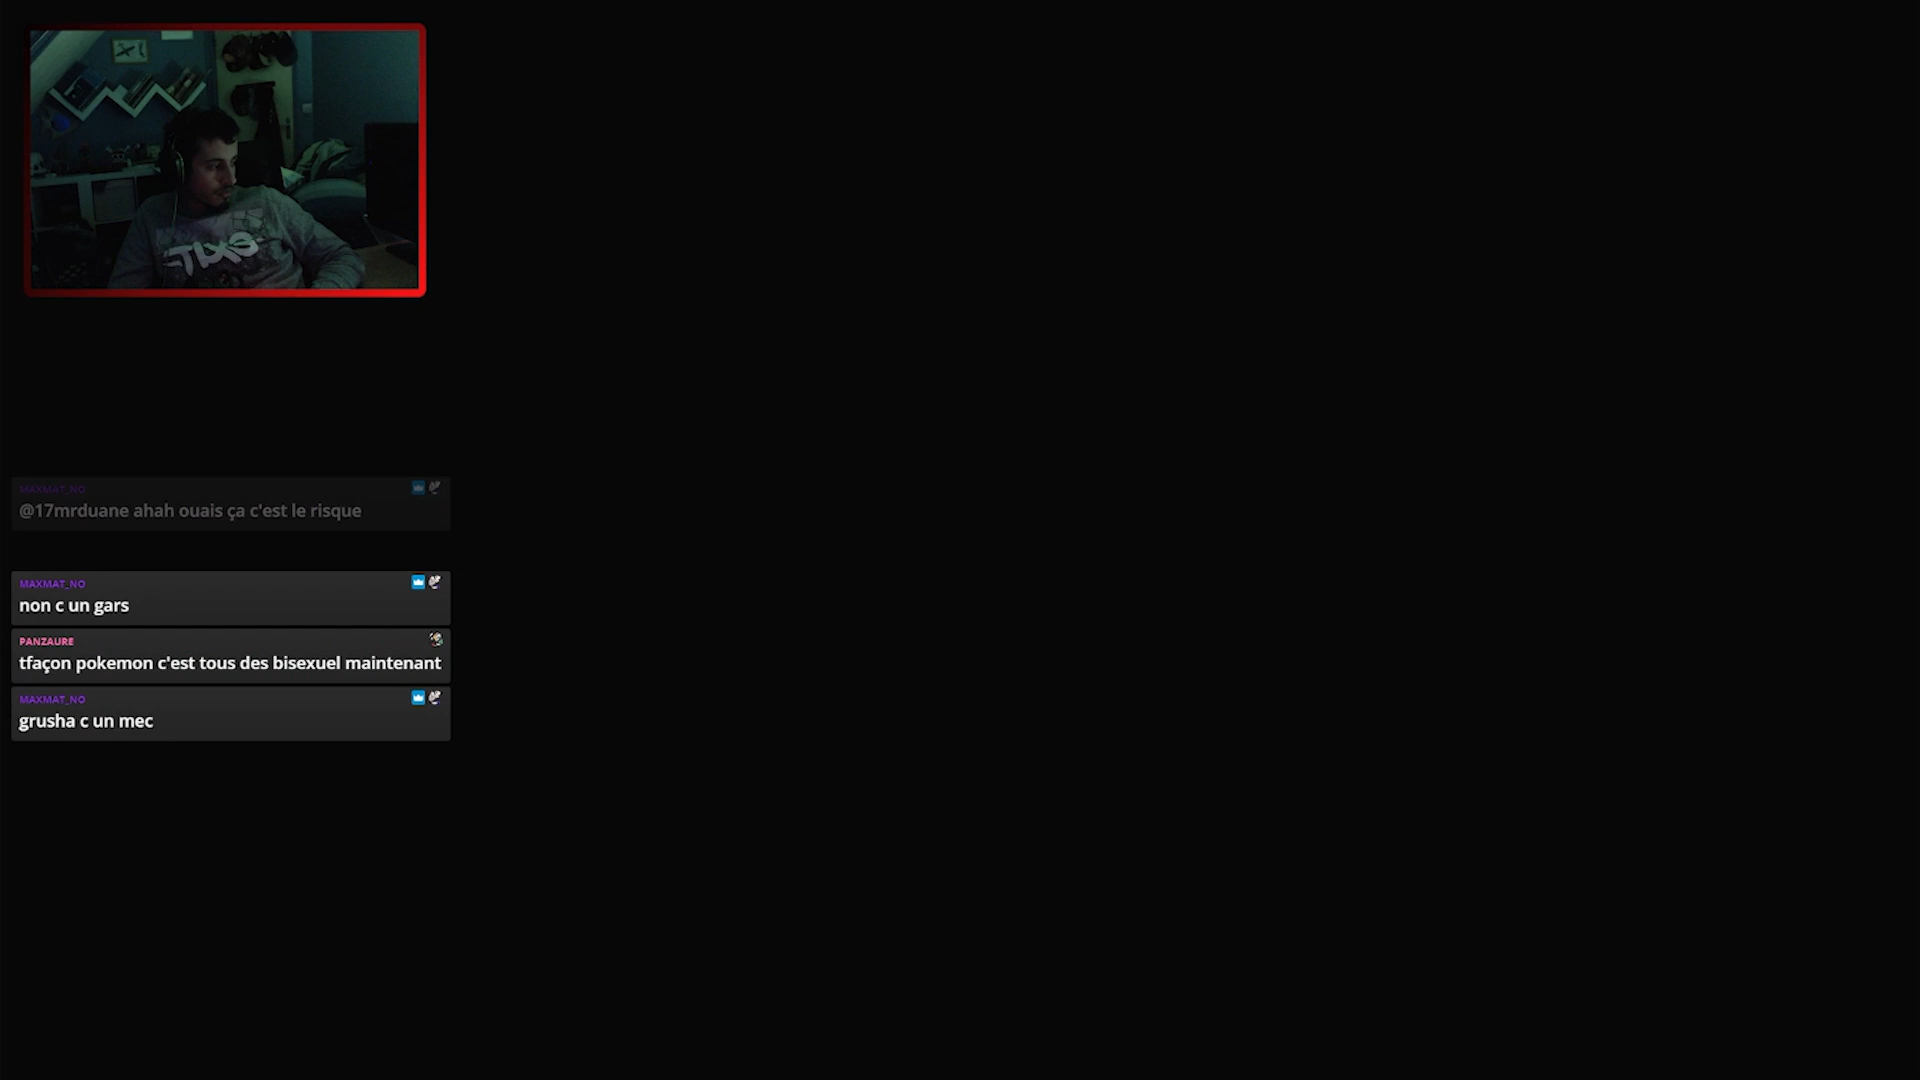 MAXMAT_NO
@17mrduane ahah ouais ça c'est le risque
MAXMAT_NO
non c un gars
PANZAURE
tfaçon pokemon c'est tous des bisexuel maintenant
MAXMAT_NO
grusha c un mec